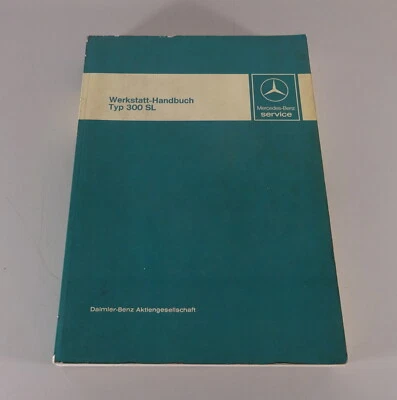 Werkstatt-Handbuch
Typ 300 SL
Mercedes-Benz
service
Daimler-Benz Aktiengesellschaft